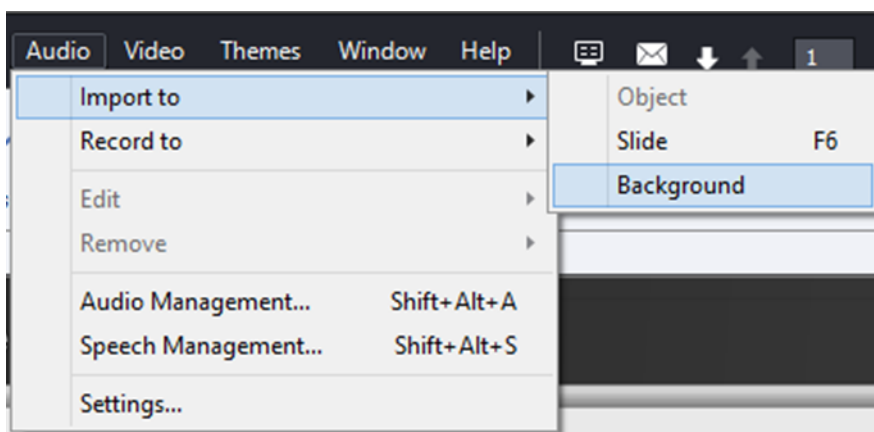 Audio Video Themes Window Help 1
Import to
Object
Record to
Slide F6
Background
Edit
Remove
Audio Management... Shift+Alt+A
Speech Management... Shift+Alt+S
Settings...